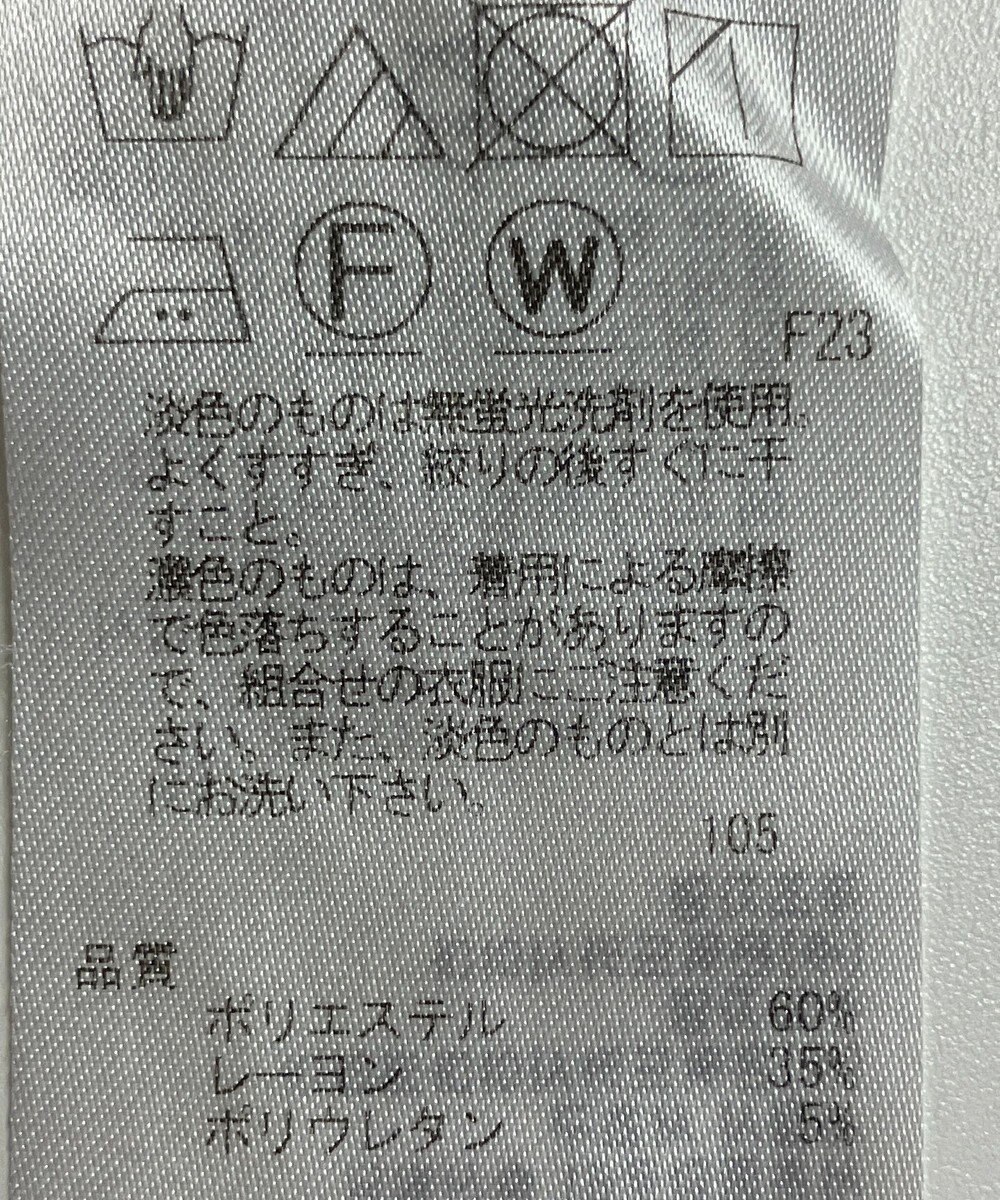 F W
F23
淡色のものは無蛍光洗剤を使用。
よくすすぎ、絞りの後すぐに干
すこと。
濃色のものは、着用による摩擦
で色落ちすることがありますの
で、組合せの衣服にご注意くだ
さい。また、淡色のものとは別
にお洗い下さい。
105
品質
ポリエステル 60%
レーヨン 35%
ポリウレタン 5%